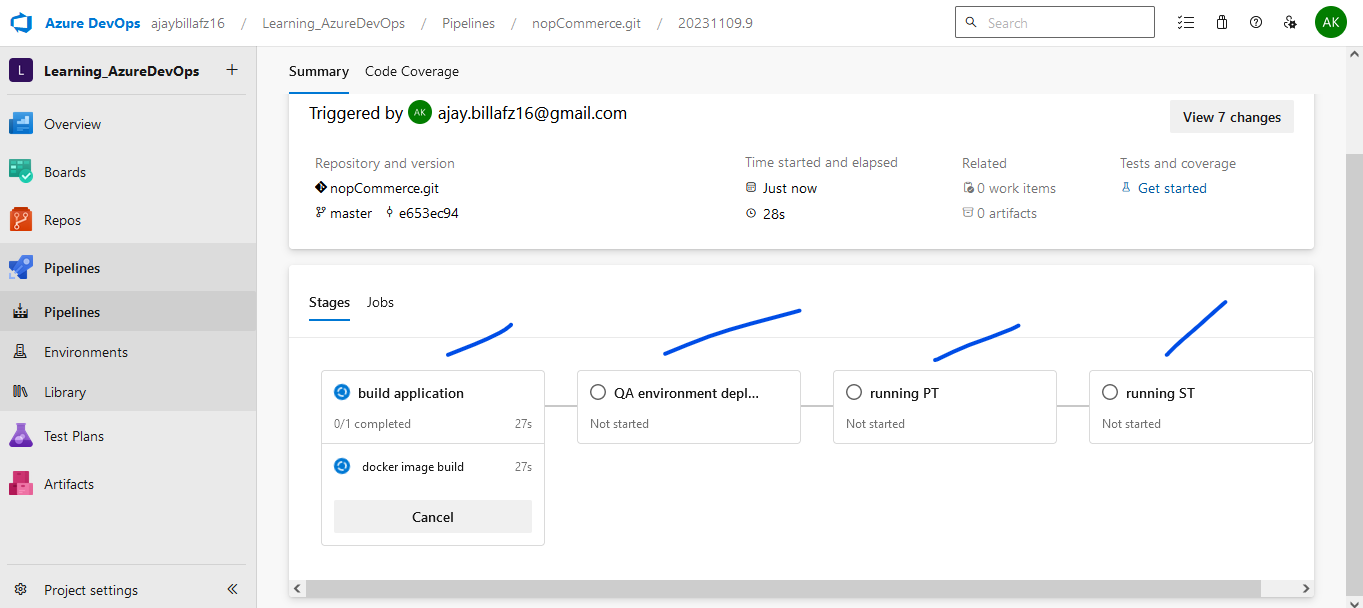 Azure DevOps ajaybillafz16 / Learning_AzureDevOps / Pipelines / nopCommerce.git / 20231109.9 Search AK
L Learning_AzureDevOps +
Overview
Boards
Repos
Pipelines
Pipelines
Environments
Library
Test Plans
Artifacts
Project settings
Summary Code Coverage
Triggered by AK ajay.billafz16@gmail.com View 7 changes
Repository and version Time started and elapsed Related Tests and coverage
nopCommerce.git Just now 0 work items Get started
master e653ec94 28s 0 artifacts
Stages Jobs
build application QA environment depl... running PT running ST
0/1 completed 27s Not started Not started Not started
docker image build 27s
Cancel